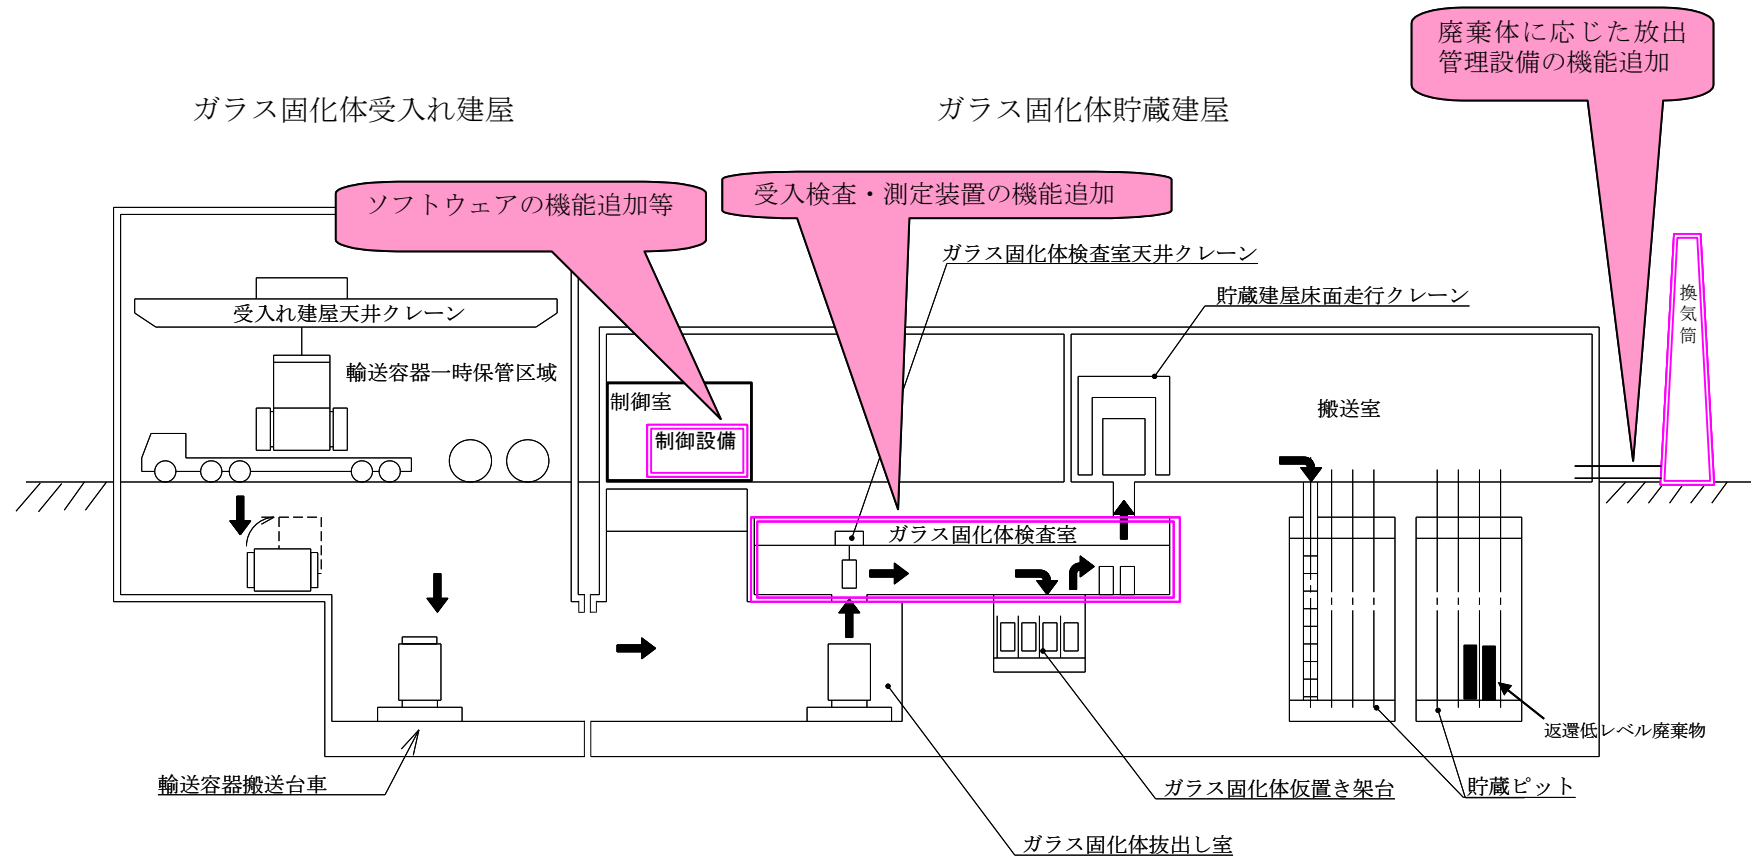 廃棄体に応じた放出
管理設備の機能追加
ガラス固化体受入れ建屋
ガラス固化体貯蔵建屋
ソフトウェアの機能追加等
受入検査・測定装置の機能追加
ガラス固化体検査室天井クレーン
貯蔵建屋床面走行クレーン
受入れ建屋天井クレーン
換気筒
輸送容器一時保管区域
制御室
搬送室
制御設備
ガラス固化体検査室
返還低レベル廃棄物
輸送容器搬送台車
ガラス固化体仮置き架台
貯蔵ピット
ガラス固化体抜出し室